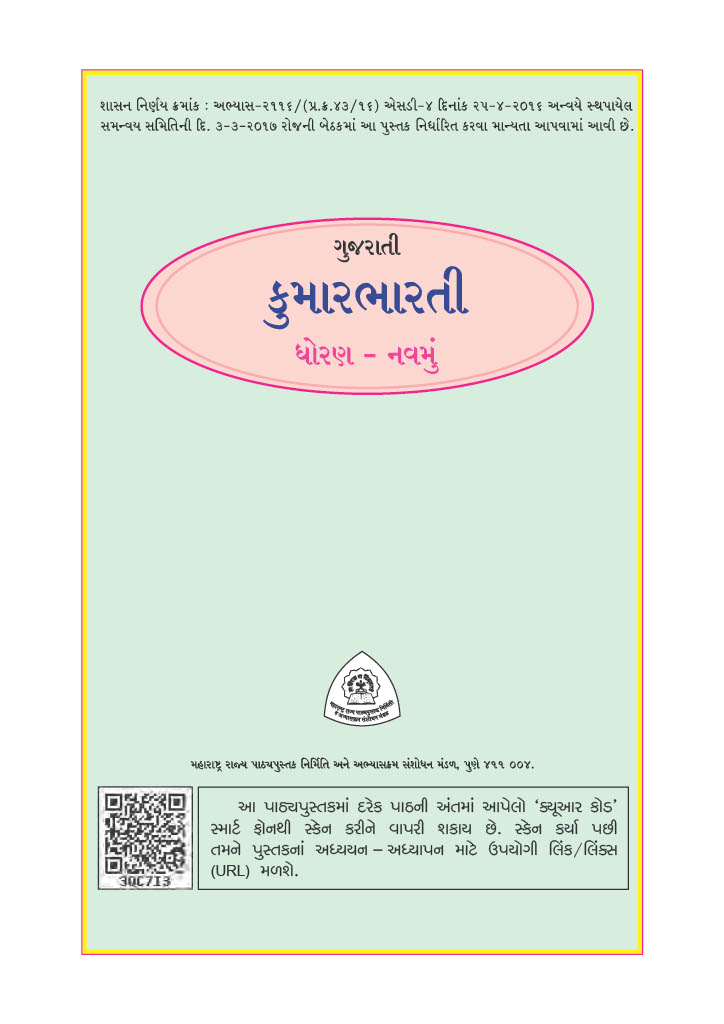 શાસન નિર્ણય ક્રમાંક : અભ્યાસ-૨૧૧૬/(પ્ર.ક્ર.૪૩/૧૬) એસડી-૪ દિનાંક ૨૫-૪-૨૦૧૬ અન્વયે સ્થપાયેલ
સમન્વય સમિતિની દિ. ૩-૩-૨૦૧૭ રોજની બેઠકમાં આ પુસ્તક નિર્ધારિત કરવા માન્યતા આપવામાં આવી છે.
ગુજરાતી
કુમારભારતી
ધોરણ - નવમું
મહારાષ્ટ્ર રાજ્ય પાઠ્યપુસ્તક નિર્મિતિ અને અભ્યાસક્રમ સંશોધન મંડળ, પુણે ૪૧૧ ૦૦૪.
આ પાઠ્યપુસ્તકમાં દરેક પાઠની અંતમાં આપેલો ‘ક્યૂઆર કોડ’
સ્માર્ટ ફોનથી સ્કેન કરીને વાપરી શકાય છે. સ્કેન કર્યા પછી
તમને પુસ્તકનાં અધ્યયન – અધ્યાપન માટે ઉપયોગી લિંક/લિંક્સ
(URL) મળશે.
3QC7I3